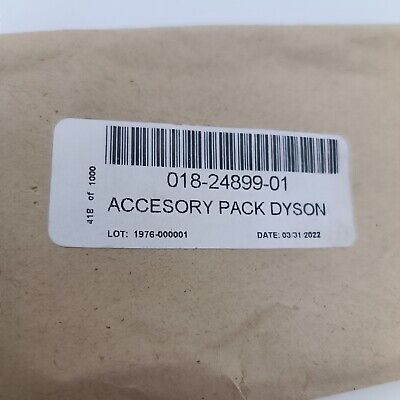 418 of 1000
018-24899-01
ACCESORY PACK DYSON
LOT: 1976-000001 DATE: 03/31/2022